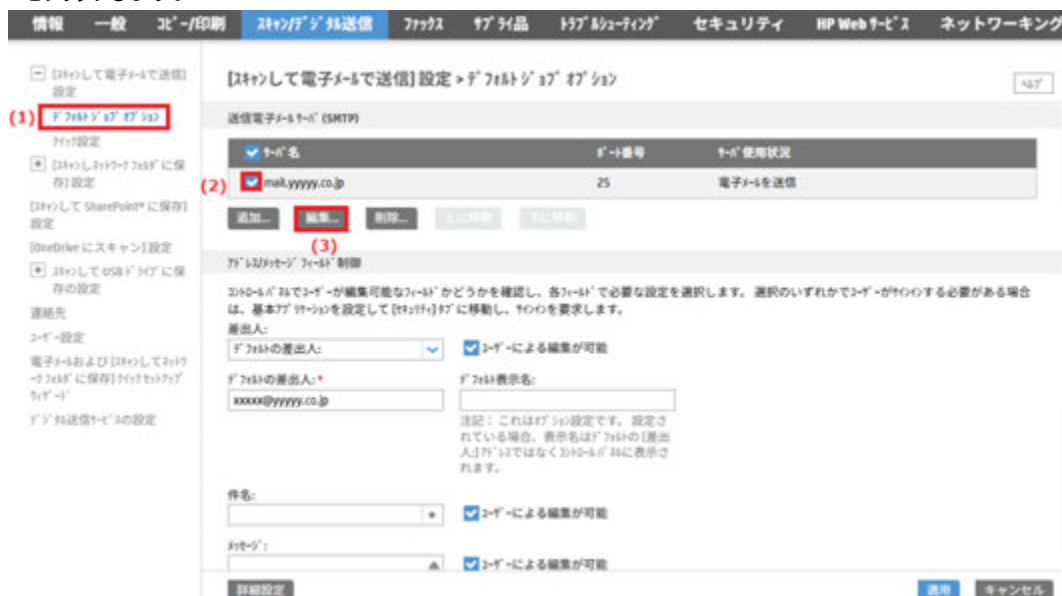 情報 一般 ｺﾋﾟｰ/印刷 ｽｷｬﾝ/ﾃﾞｼﾞﾀﾙ送信 ﾌｧｯｸｽ ｻﾌﾟﾗｲ品 ﾄﾗﾌﾞﾙｼｭｰﾃｨﾝｸﾞ セキュリティ HP Web ｻｰﾋﾞｽ ネットワーキング
[ｽｷｬﾝして電子ﾒｰﾙで送信]
設定
(1) ﾃﾞﾌｫﾙﾄ ｼﾞｮﾌﾞ ｵﾌﾟｼｮﾝ
ｸｲｯｸ設定
[ｽｷｬﾝしﾈｯﾄﾜｰｸ ﾌｫﾙﾀﾞに保
存] 設定
[ｽｷｬﾝして SharePoint® に保存]
設定
[OneDrive にスキャン] 設定
ｽｷｬﾝして USB ﾄﾞﾗｲﾌﾞに保
存の設定
連絡先
ﾕｰｻﾞｰ設定
電子ﾒｰﾙおよび [ｽｷｬﾝしてﾈｯﾄﾜ
ｰｸ ﾌｫﾙﾀﾞに保存] ｸｲｯｸ ｾｯﾄｱｯﾌﾟ
ｳｨｻﾞｰﾄﾞ
ﾃﾞｼﾞﾀﾙ送信ｻｰﾋﾞｽの設定
[ｽｷｬﾝして電子ﾒｰﾙで送信] 設定 > ﾃﾞﾌｫﾙﾄ ｼﾞｮﾌﾞ ｵﾌﾟｼｮﾝ
ﾍﾙﾌﾟ
送信電子ﾒｰﾙ ｻｰﾊﾞ (SMTP)
ｻｰﾊﾞ名 ﾎﾟｰﾄ番号 ｻｰﾊﾞ使用状況
(2) mail.yyyyy.co.jp 25 電子ﾒｰﾙを送信
追加... 編集... 削除... 上に移動 下に移動
(3)
ｱﾄﾞﾚｽ/ﾒｯｾｰｼﾞ ﾌｨｰﾙﾄﾞ制御
ｺﾝﾄﾛｰﾙ ﾊﾟﾈﾙでﾕｰｻﾞｰが編集可能なﾌｨｰﾙﾄﾞかどうかを確認し、各ﾌｨｰﾙﾄﾞで必要な設定を選択します。 選択のいずれかでﾕｰｻﾞｰがｻｲﾝｲﾝする必要がある場合
は、基本ｱﾌﾟﾘｹｰｼｮﾝを設定して [ｾｷｭﾘﾃｨ] ﾀﾌﾞに移動し、ｻｲﾝｲﾝを要求します。
差出人:
ﾃﾞﾌｫﾙﾄの差出人: ﾕｰｻﾞｰによる編集が可能
ﾃﾞﾌｫﾙﾄの差出人:* ﾃﾞﾌｫﾙﾄ表示名:
xxxxx@yyyyy.co.jp
注記： これはｵﾌﾟｼｮﾝ設定です。 設定さ
れている場合、表示名はﾃﾞﾌｫﾙﾄの [差出
人:] ｱﾄﾞﾚｽではなくｺﾝﾄﾛｰﾙ ﾊﾟﾈﾙに表示さ
れます。
件名:
ﾕｰｻﾞｰによる編集が可能
ﾒｯｾｰｼﾞ:
ﾕｰｻﾞｰによる編集が可能
詳細設定 適用 キャンセル